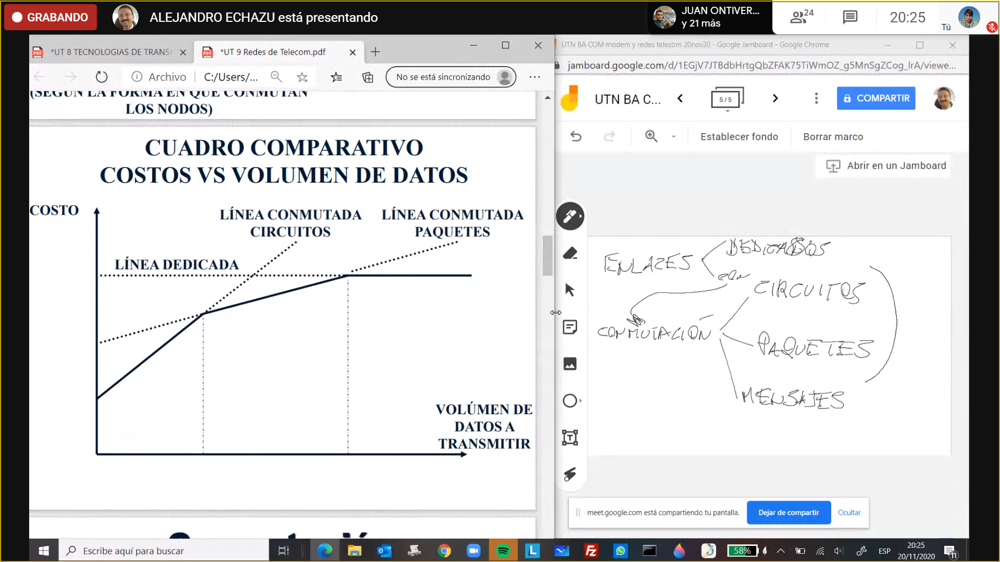 GRABANDO
ALEJANDRO ECHAZU está presentando
JUAN ONTIVER...
y 21 más
24
20:25
Tú
*UT 8 TECNOLOGIAS DE TRANSI
*UT 9 Redes de Telecom.pdf
Archivo
C:/Users/...
No se está sincronizando
(SEGÚN LA FORMA EN QUE CONMUTAN
LOS NODOS)
CUADRO COMPARATIVO
COSTOS VS VOLUMEN DE DATOS
COSTO
LÍNEA CONMUTADA
CIRCUITOS
LÍNEA CONMUTADA
PAQUETES
LÍNEA DEDICADA
VOLÚMEN DE
DATOS A
TRANSMITIR
UTN BA COM modem y redes telecom 20nov20 - Google Jamboard - Google Chrome
jamboard.google.com/d/1EGjV7JTBdbHrtgQbZFAK75TiWmOZ_g5MnSgZCog_lrA/viewe...
UTN BA C...
5/5
COMPARTIR
Establecer fondo
Borrar marco
Abrir en un Jamboard
ENLAZES
DEDICADOS
CON
CIRCUITOS
CONMUTACIÓN
PAQUETES
MENSAJES
meet.google.com está compartiendo tu pantalla.
Dejar de compartir
Ocultar
Escribe aquí para buscar
58%
ESP
20:25
20/11/2020
11